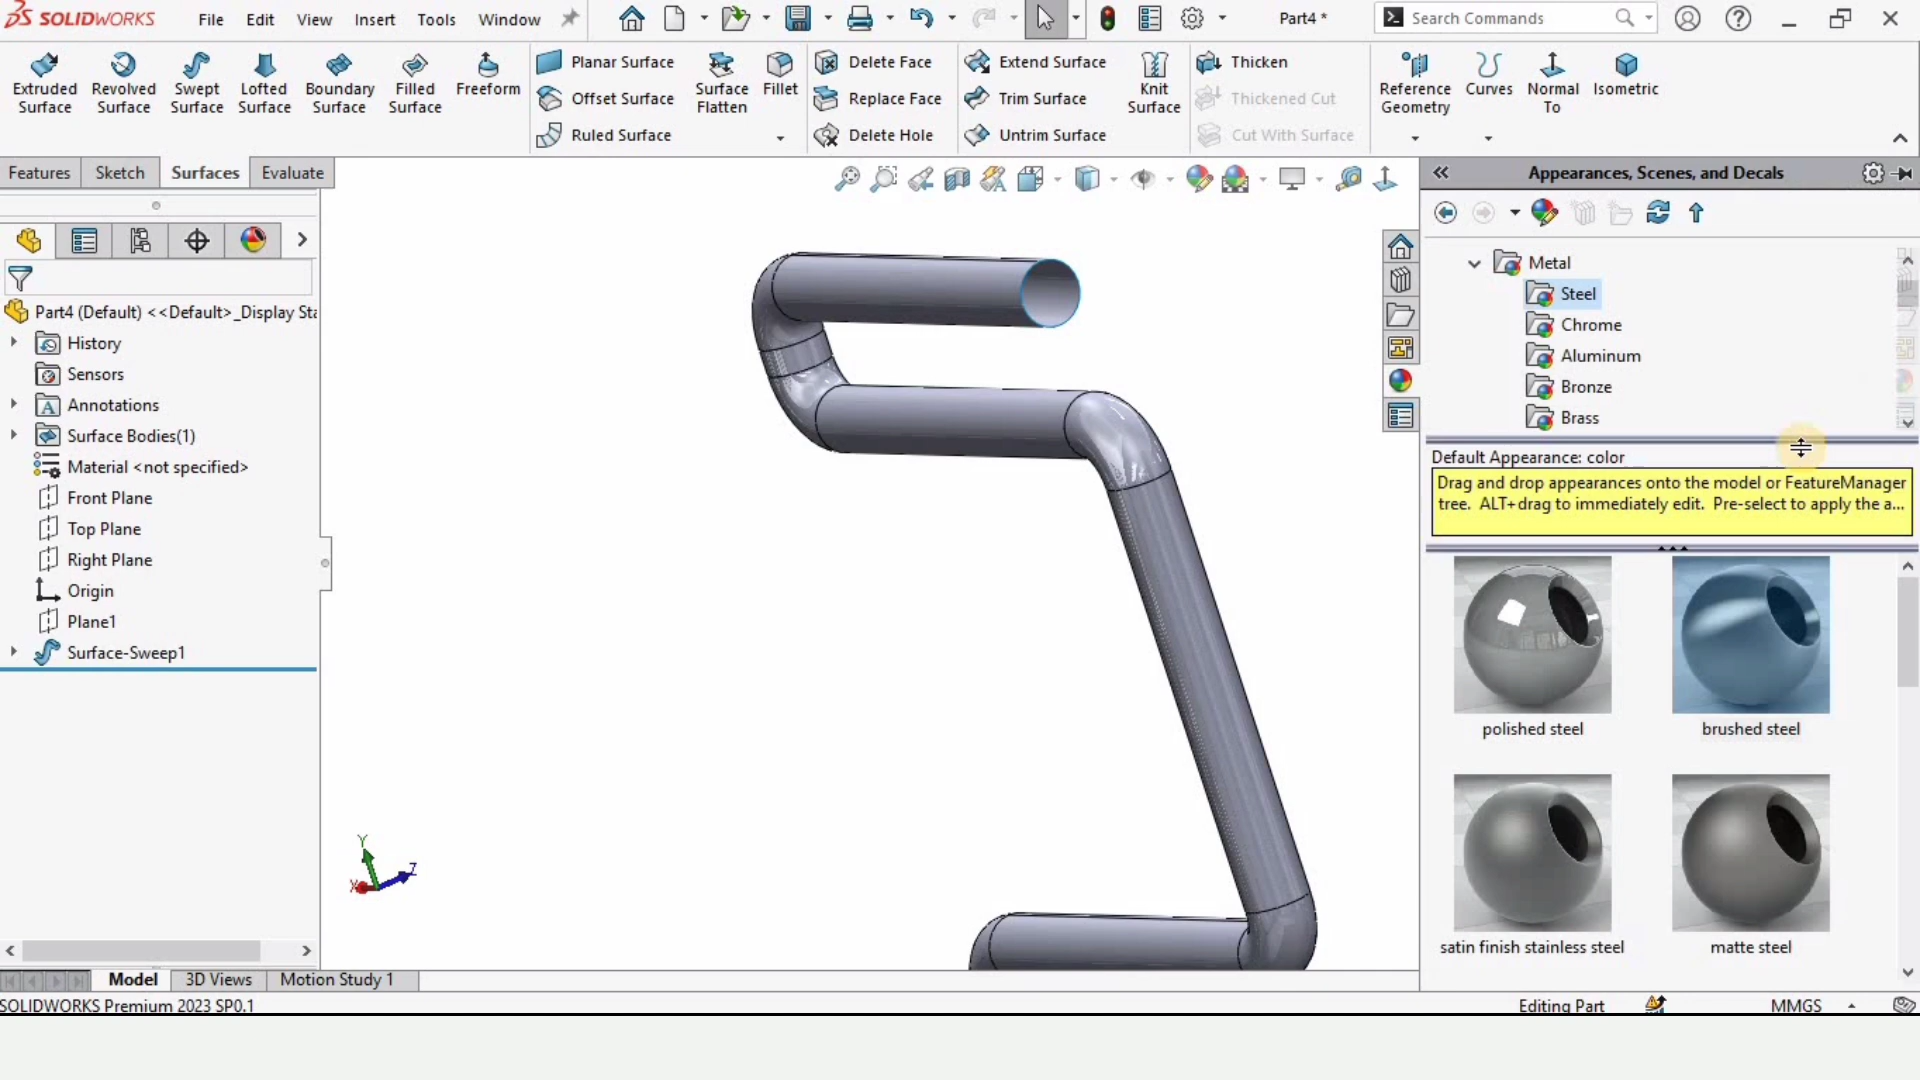 SOLIDWORKS File Edit View Insert Tools Window Part4 * Search Commands
Extruded Surface
Revolved Surface
Swept Surface
Lofted Surface
Boundary Surface
Filled Surface
Freeform
Planar Surface
Offset Surface
Ruled Surface
Surface Flatten
Fillet
Delete Face
Replace Face
Delete Hole
Extend Surface
Trim Surface
Untrim Surface
Knit Surface
Thicken
Thickened Cut
Cut With Surface
Reference Geometry
Curves
Normal To
Isometric
Features Sketch Surfaces Evaluate
Part4 (Default) <<Default>_Display Sta
History
Sensors
Annotations
Surface Bodies(1)
Material <not specified>
Front Plane
Top Plane
Right Plane
Origin
Plane1
Surface-Sweep1
Y
X
Z
Appearances, Scenes, and Decals
Metal
Steel
Chrome
Aluminum
Bronze
Brass
Default Appearance: color
Drag and drop appearances onto the model or FeatureManager
tree. ALT+drag to immediately edit. Pre-select to apply the a...
polished steel
brushed steel
satin finish stainless steel
matte steel
Model 3D Views Motion Study 1
SOLIDWORKS Premium 2023 SP0.1
Editing Part MMGS